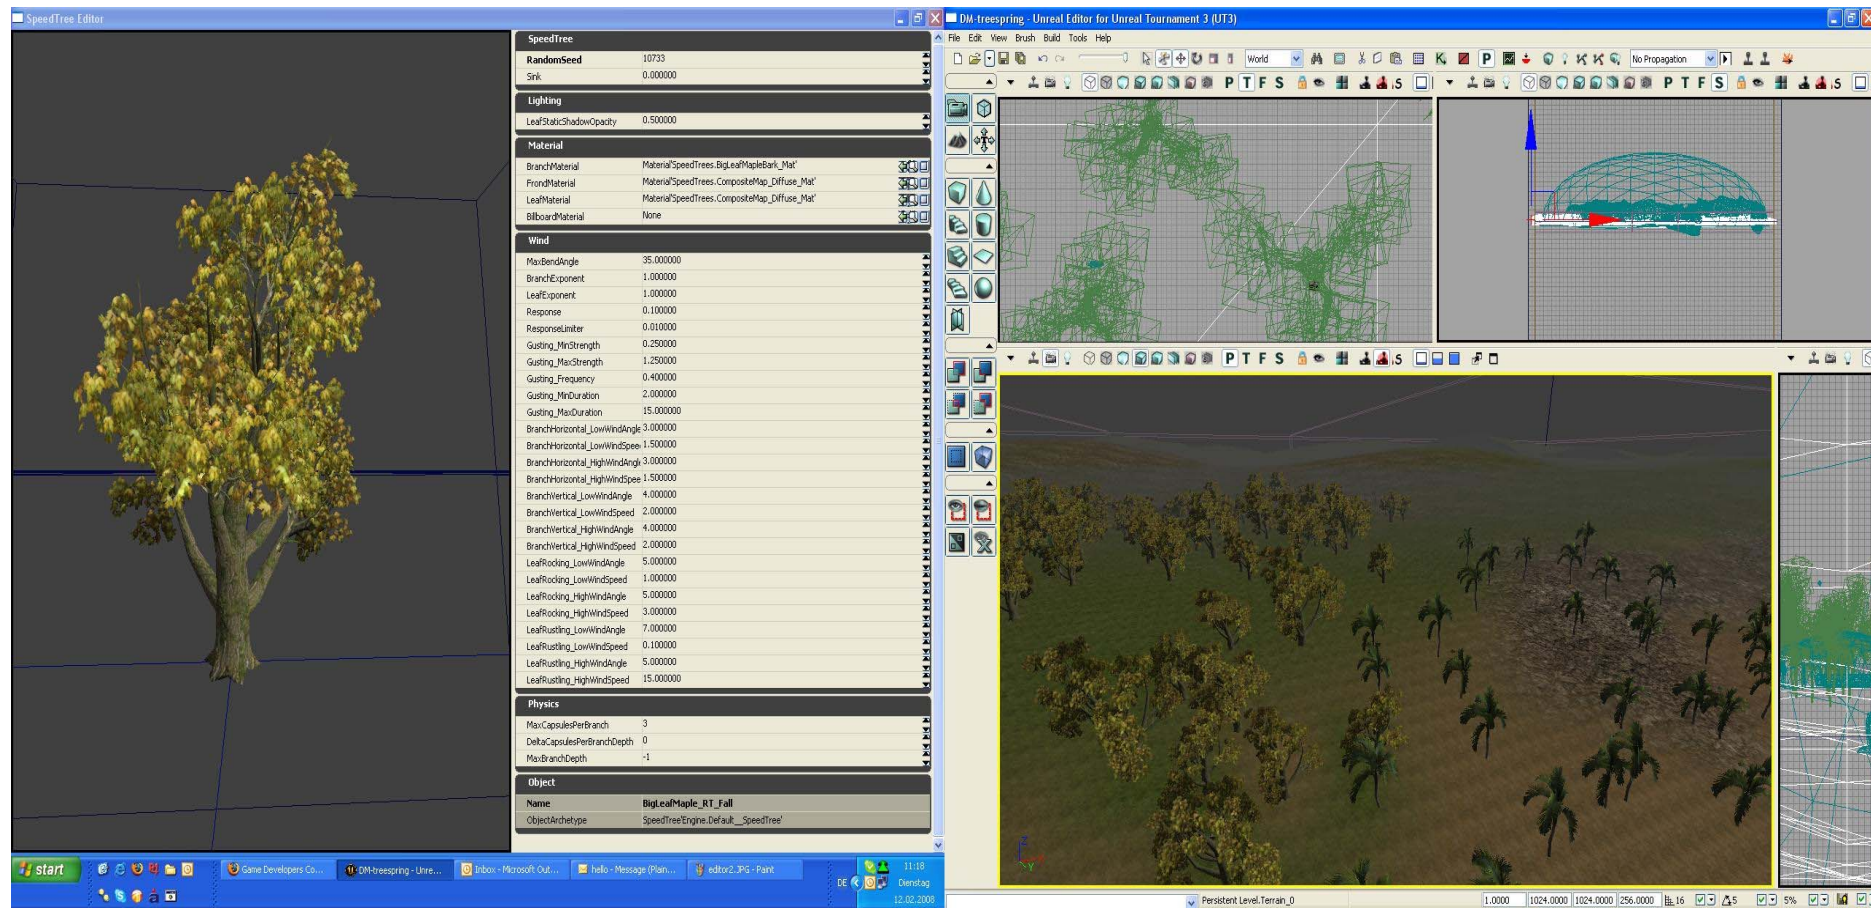 SpeedTree Editor
SpeedTree
RandomSeed 10733
Sink 0.000000
Lighting
LeafStaticShadowOpacity 0.500000
Material
BranchMaterial Material'SpeedTrees.BigLeafMapleBark_Mat'
FrondMaterial Material'SpeedTrees.CompositeMap_Diffuse_Mat'
LeafMaterial Material'SpeedTrees.CompositeMap_Diffuse_Mat'
BillboardMaterial None
Wind
MaxBendAngle 35.000000
BranchExponent 1.000000
LeafExponent 1.000000
Response 0.100000
ResponseLimiter 0.010000
Gusting_MinStrength 0.250000
Gusting_MaxStrength 1.250000
Gusting_Frequency 0.400000
Gusting_MinDuration 2.000000
Gusting_MaxDuration 15.000000
BranchHorizontal_LowWindAngle 3.000000
BranchHorizontal_LowWindSpee 1.500000
BranchHorizontal_HighWindAngle 3.000000
BranchHorizontal_HighWindSpee 1.500000
BranchVertical_LowWindAngle 4.000000
BranchVertical_LowWindSpeed 2.000000
BranchVertical_HighWindAngle 4.000000
BranchVertical_HighWindSpeed 2.000000
LeafRocking_LowWindAngle 5.000000
LeafRocking_LowWindSpeed 1.000000
LeafRocking_HighWindAngle 5.000000
LeafRocking_HighWindSpeed 3.000000
LeafRustling_LowWindAngle 7.000000
LeafRustling_LowWindSpeed 0.100000
LeafRustling_HighWindAngle 5.000000
LeafRustling_HighWindSpeed 15.000000
Physics
MaxCapsulesPerBranch 3
DeltaCapsulesPerBranchDepth 0
MaxBranchDepth -1
Object
Name BigLeafMaple_RT_Fall
ObjectArchetype SpeedTree'Engine.Default__SpeedTree'
start Game Developers Co... DM-treespring - Unre... Inbox - Microsoft Out... hello - Message (Plain... editor2.JPG - Paint
DE
11:18
Dienstag
12.02.2008
DM-treespring - Unreal Editor for Unreal Tournament 3 (UT3)
File Edit View Brush Build Tools Help
World P No Propagation
P T F S P T F S
P T F S
Z X Y
Persistent Level.Terrain_0 1.0000 1024.0000 1024.0000 256.0000 16 5 5%